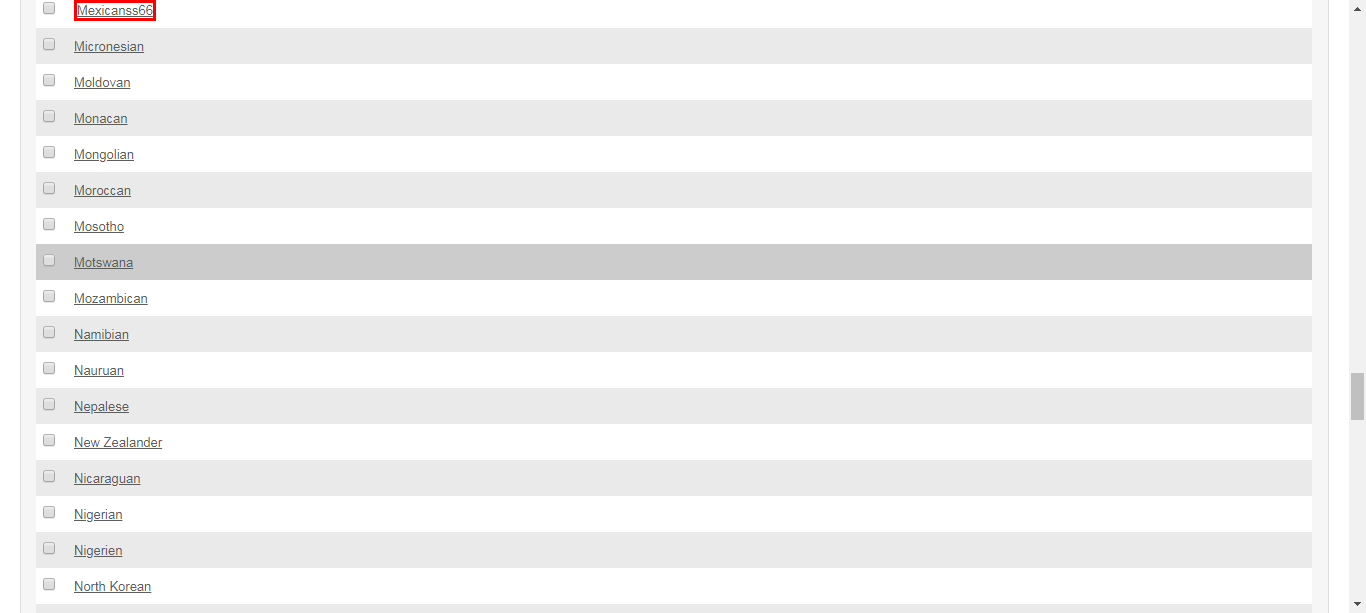 Mexicanss66
Micronesian
Moldovan
Monacan
Mongolian
Moroccan
Mosotho
Motswana
Mozambican
Namibian
Nauruan
Nepalese
New Zealander
Nicaraguan
Nigerian
Nigerien
North Korean